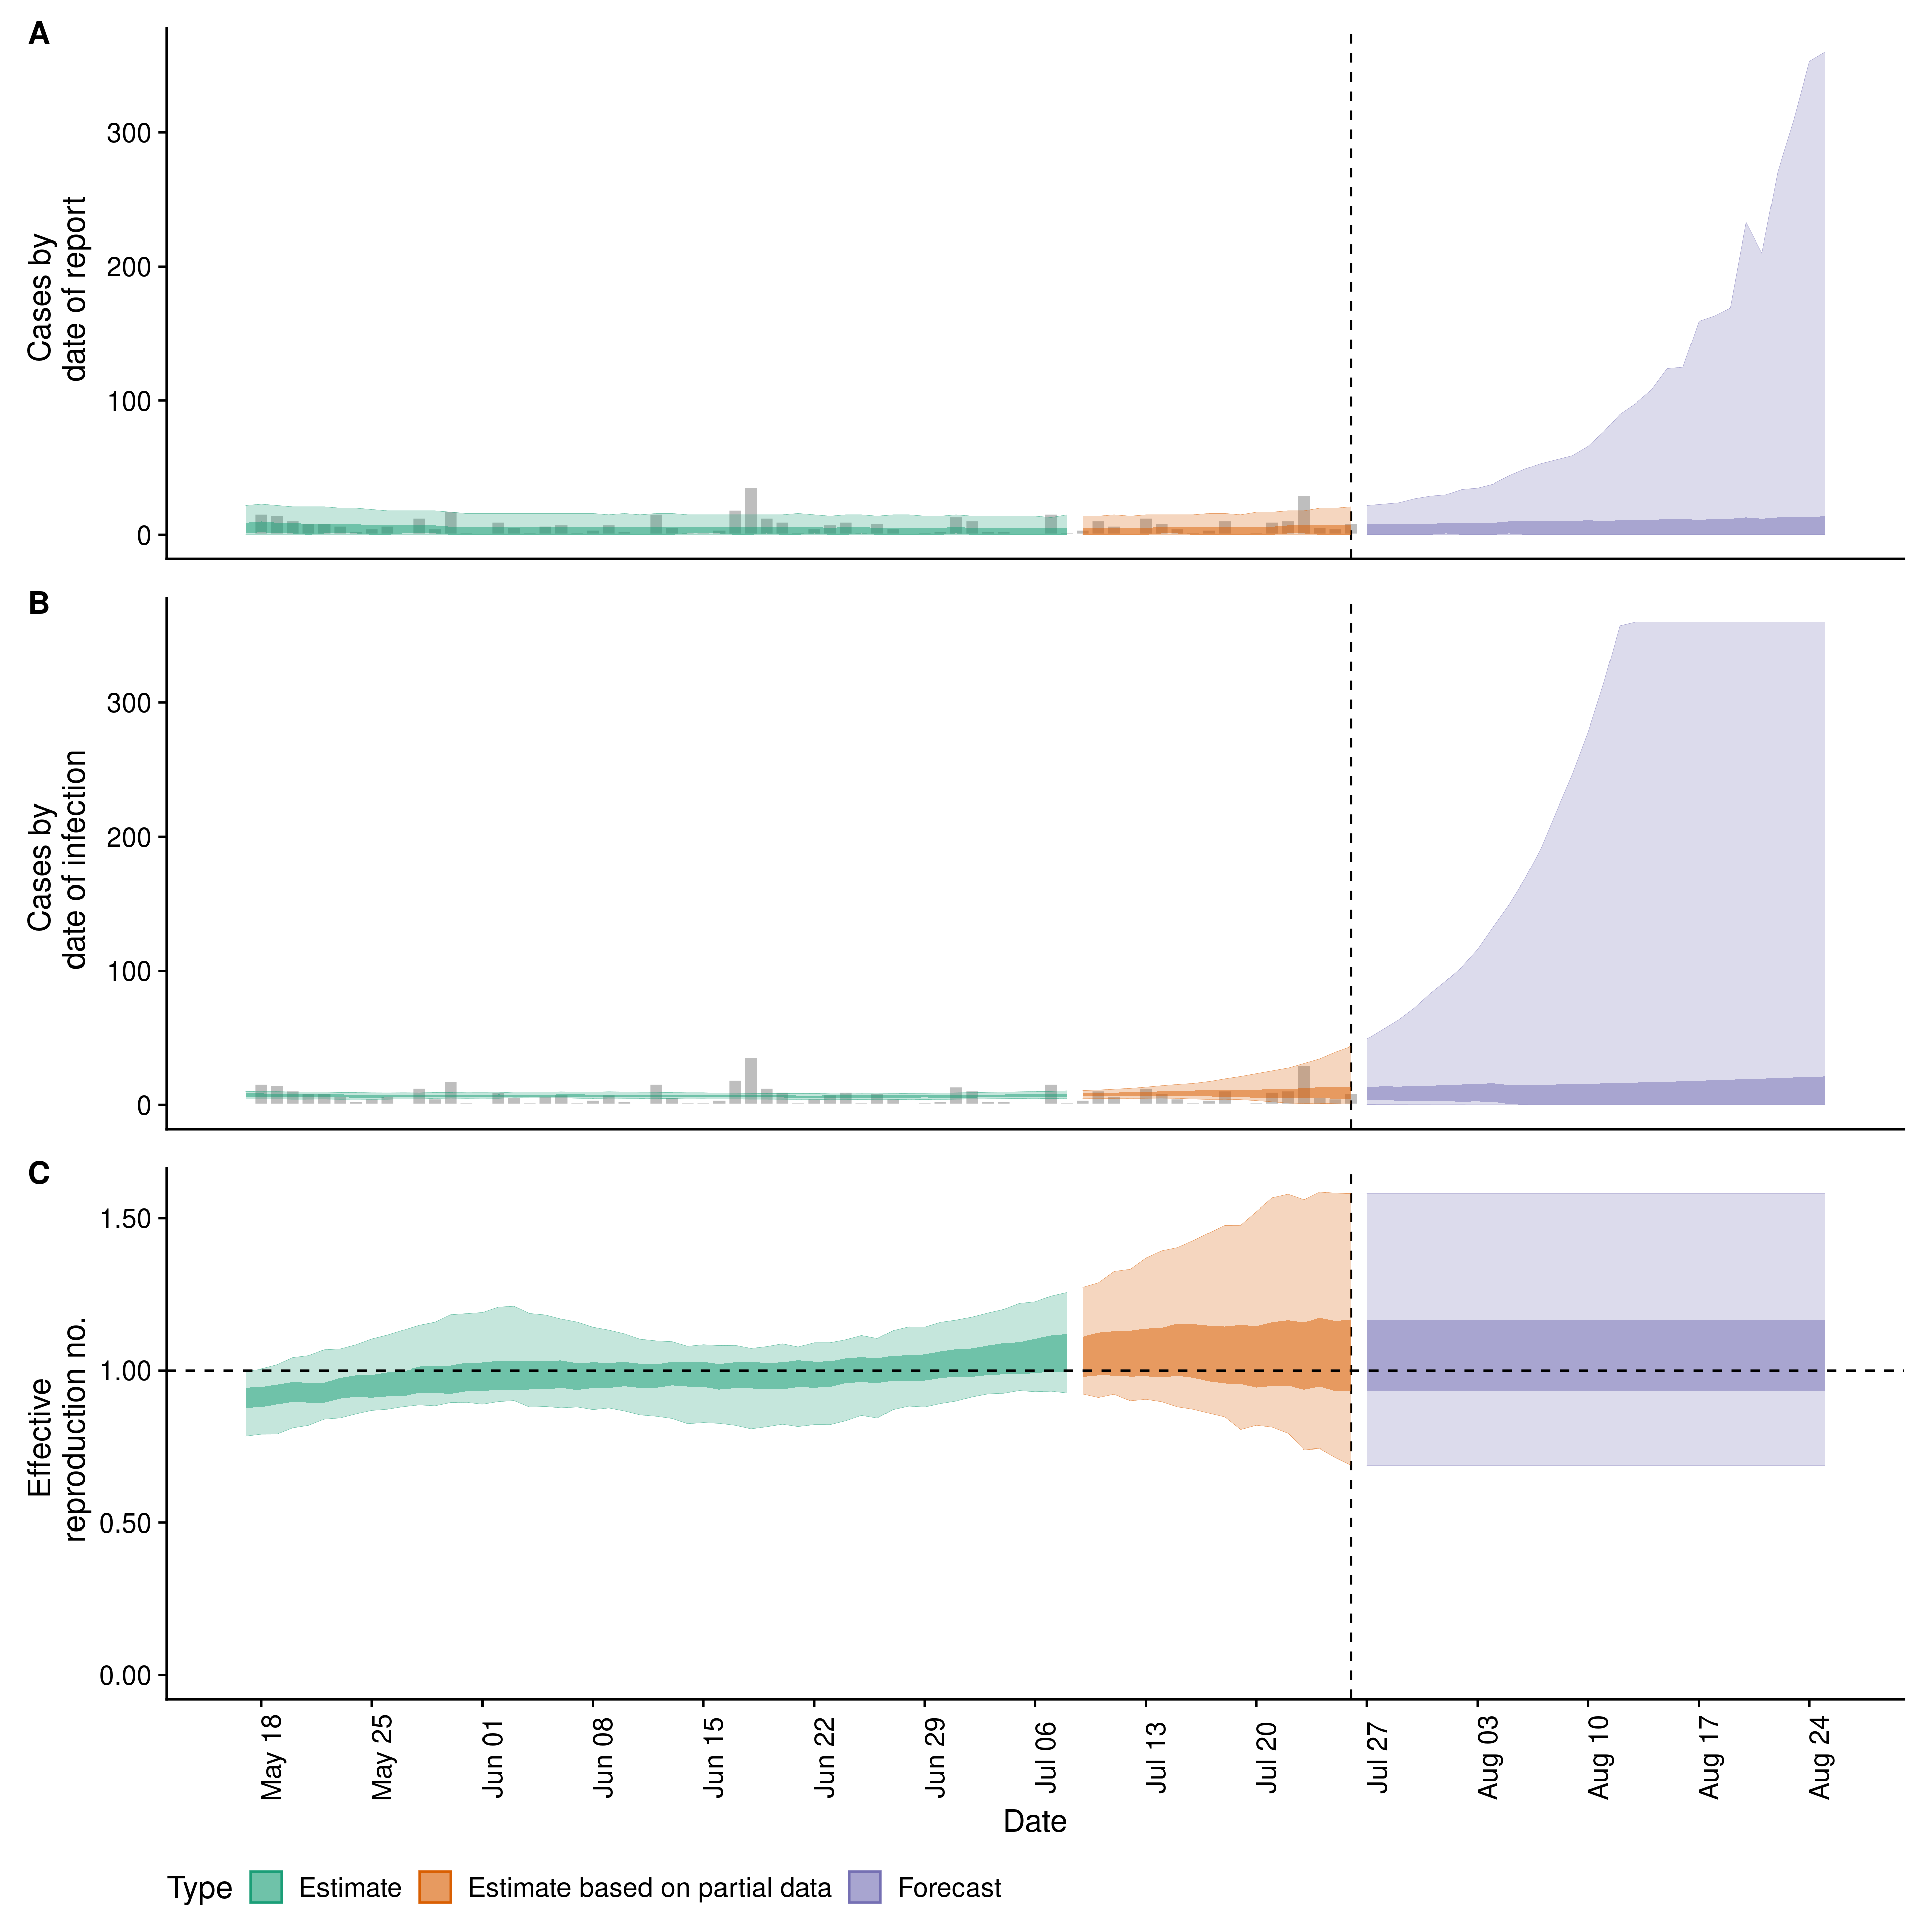 A
Cases by
date of report
300
200
100
0
B
Cases by
date of infection
300
200
100
0
C
Effective
reproduction no.
1.50
1.00
0.50
0.00
May 18
May 25
Jun 01
Jun 08
Jun 15
Jun 22
Jun 29
Jul 06
Jul 13
Jul 20
Jul 27
Aug 03
Aug 10
Aug 17
Aug 24
Date
Type Estimate Estimate based on partial data Forecast